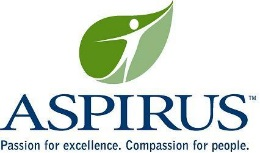 ASPIRUS™
Passion for excellence. Compassion for people.